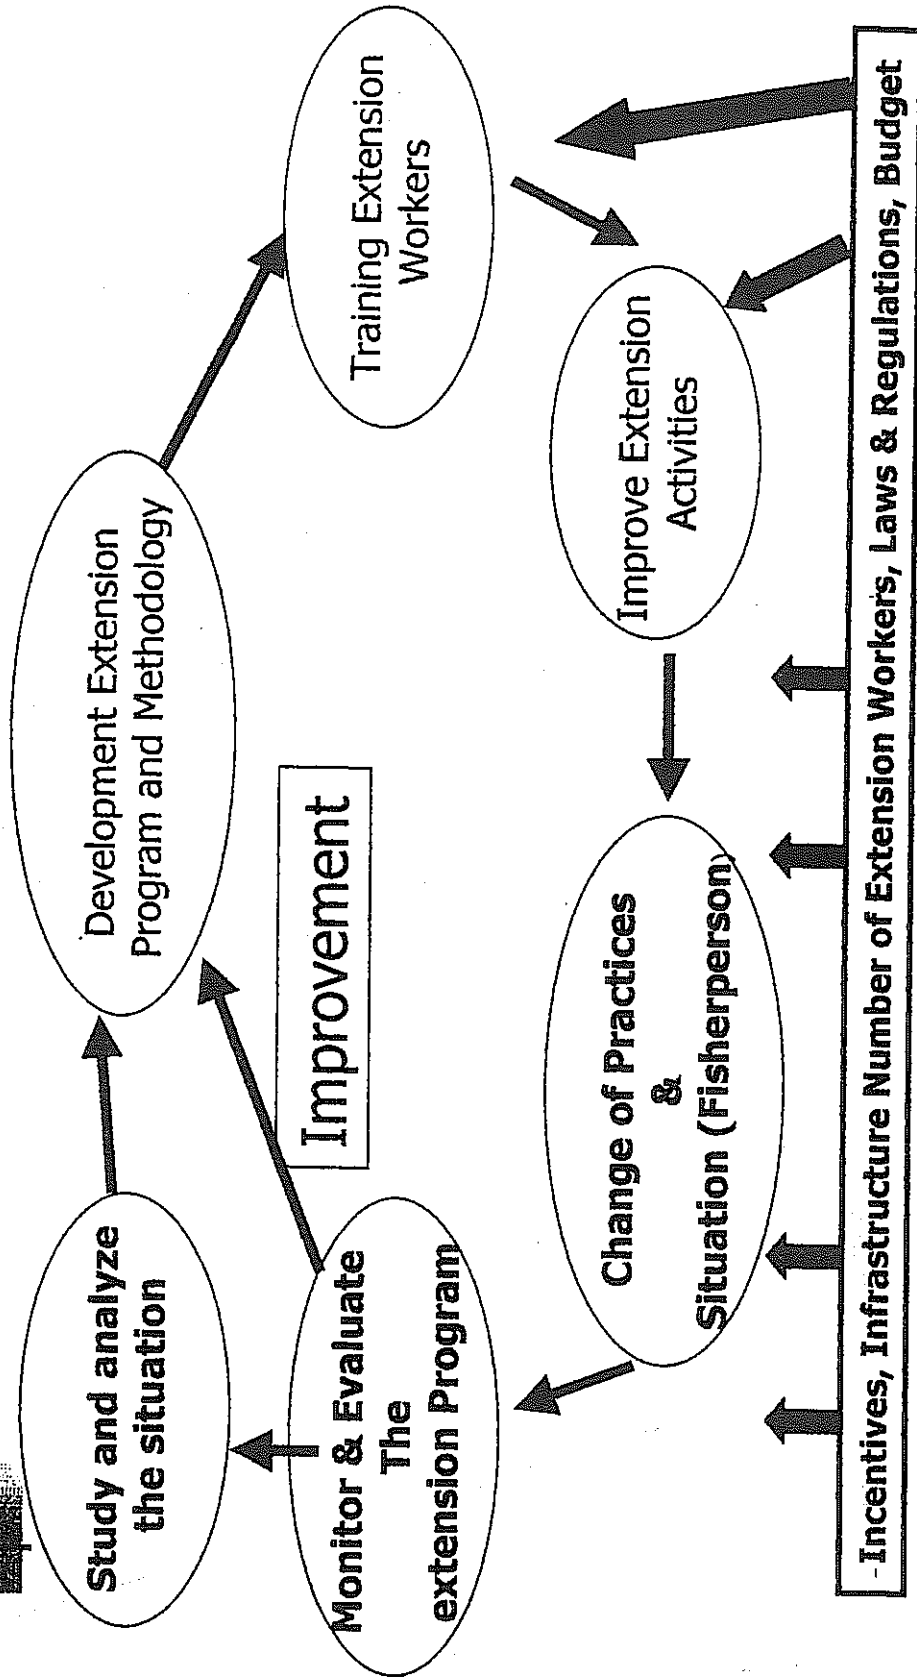 Study and analyze
the situation
Development Extension
Program and Methodology
Training Extension
Workers
Improvement
Monitor & Evaluate
The
extension Program
Change of Practices
&
Situation (Fisherperson)
Improve Extension
Activities
-Incentives, Infrastructure Number of Extension Workers, Laws & Regulations, Budget